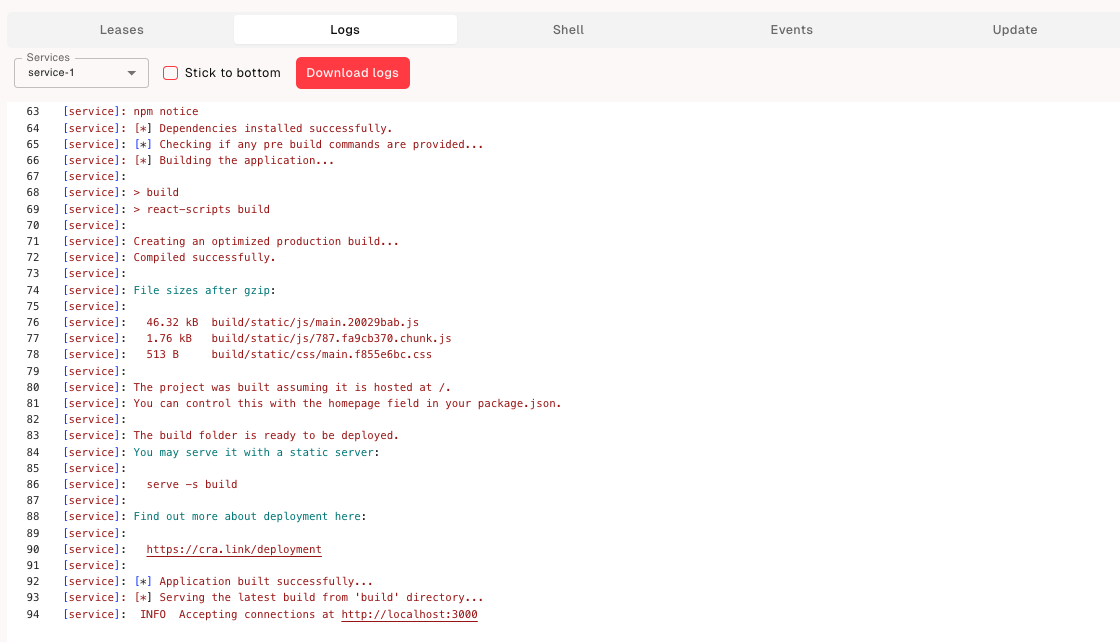 Leases Logs Shell Events Update
Services
service-1 Stick to bottom Download logs
63 [service]: npm notice
64 [service]: [*] Dependencies installed successfully.
65 [service]: [*] Checking if any pre build commands are provided...
66 [service]: [*] Building the application...
67 [service]:
68 [service]: > build
69 [service]: > react-scripts build
70 [service]:
71 [service]: Creating an optimized production build...
72 [service]: Compiled successfully.
73 [service]:
74 [service]: File sizes after gzip:
75 [service]:
76 [service]:   46.32 kB  build/static/js/main.20029bab.js
77 [service]:   1.76 kB   build/static/js/787.fa9cb370.chunk.js
78 [service]:   513 B     build/static/css/main.f855e6bc.css
79 [service]:
80 [service]: The project was built assuming it is hosted at /.
81 [service]: You can control this with the homepage field in your package.json.
82 [service]:
83 [service]: The build folder is ready to be deployed.
84 [service]: You may serve it with a static server:
85 [service]:
86 [service]:   serve -s build
87 [service]:
88 [service]: Find out more about deployment here:
89 [service]:
90 [service]:   https://cra.link/deployment
91 [service]:
92 [service]: [*] Application built successfully...
93 [service]: [*] Serving the latest build from 'build' directory...
94 [service]:  INFO  Accepting connections at http://localhost:3000